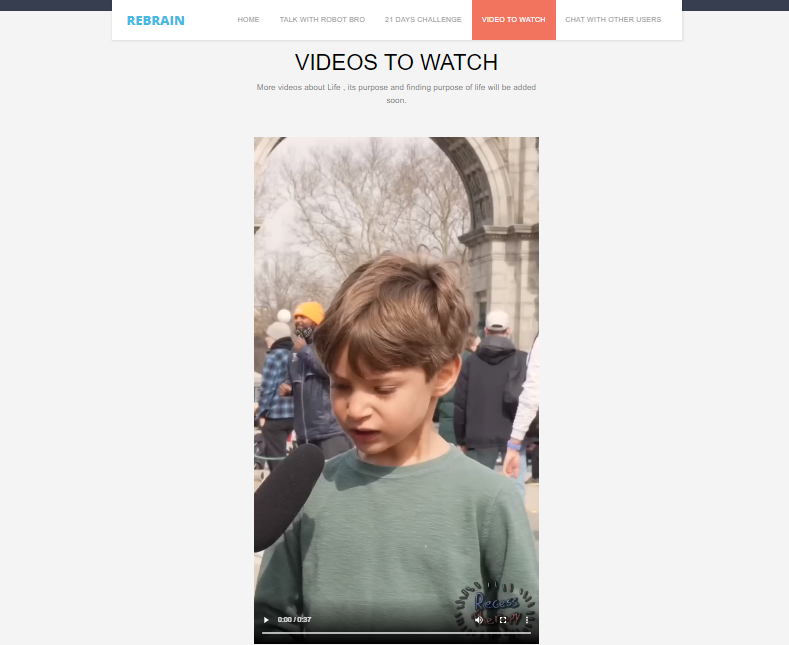 REBRAIN
HOME
TALK WITH ROBOT BRO
21 DAYS CHALLENGE
VIDEO TO WATCH
CHAT WITH OTHER USERS
VIDEOS TO WATCH
More videos about Life , its purpose and finding purpose of life will be added
soon.
Recess
0:00 / 0:37